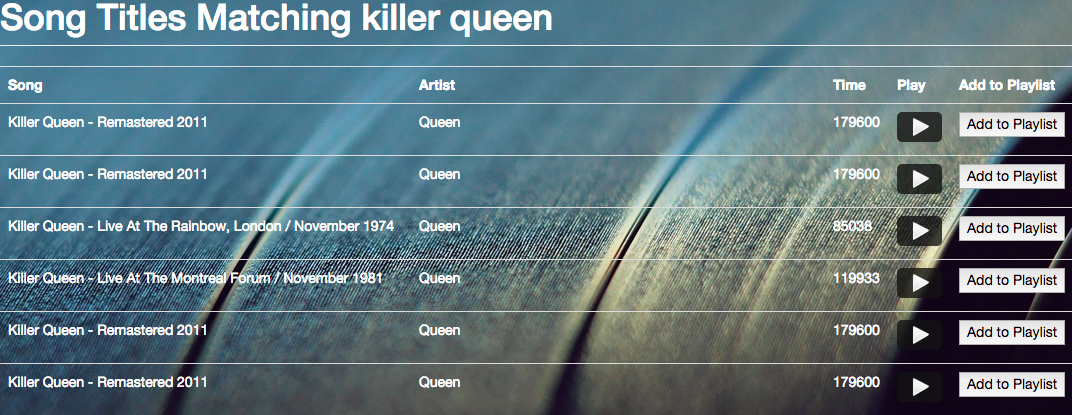 Song Titles Matching killer queen
Song Artist Time Play Add to Playlist
Killer Queen - Remastered 2011 Queen 179600 Add to Playlist
Killer Queen - Remastered 2011 Queen 179600 Add to Playlist
Killer Queen - Live At The Rainbow, London / November 1974 Queen 85038 Add to Playlist
Killer Queen - Live At The Montreal Forum / November 1981 Queen 119933 Add to Playlist
Killer Queen - Remastered 2011 Queen 179600 Add to Playlist
Killer Queen - Remastered 2011 Queen 179600 Add to Playlist